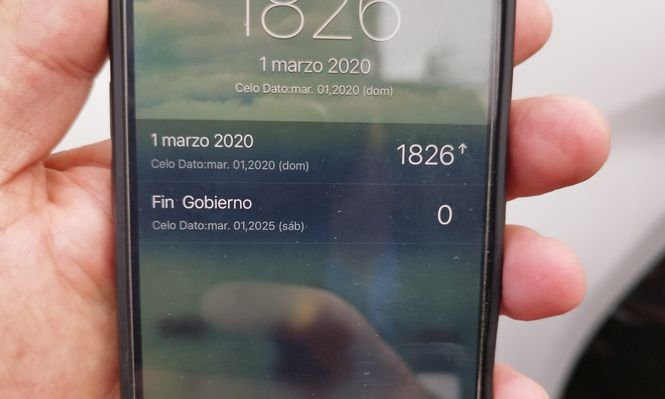 1826
1 marzo 2020
Celo Dato:mar. 01,2020 (dom)
1 marzo 2020
1826↑
Celo Dato:mar. 01,2020 (dom)
Fin Gobierno
0
Celo Dato:mar. 01,2025 (sáb)